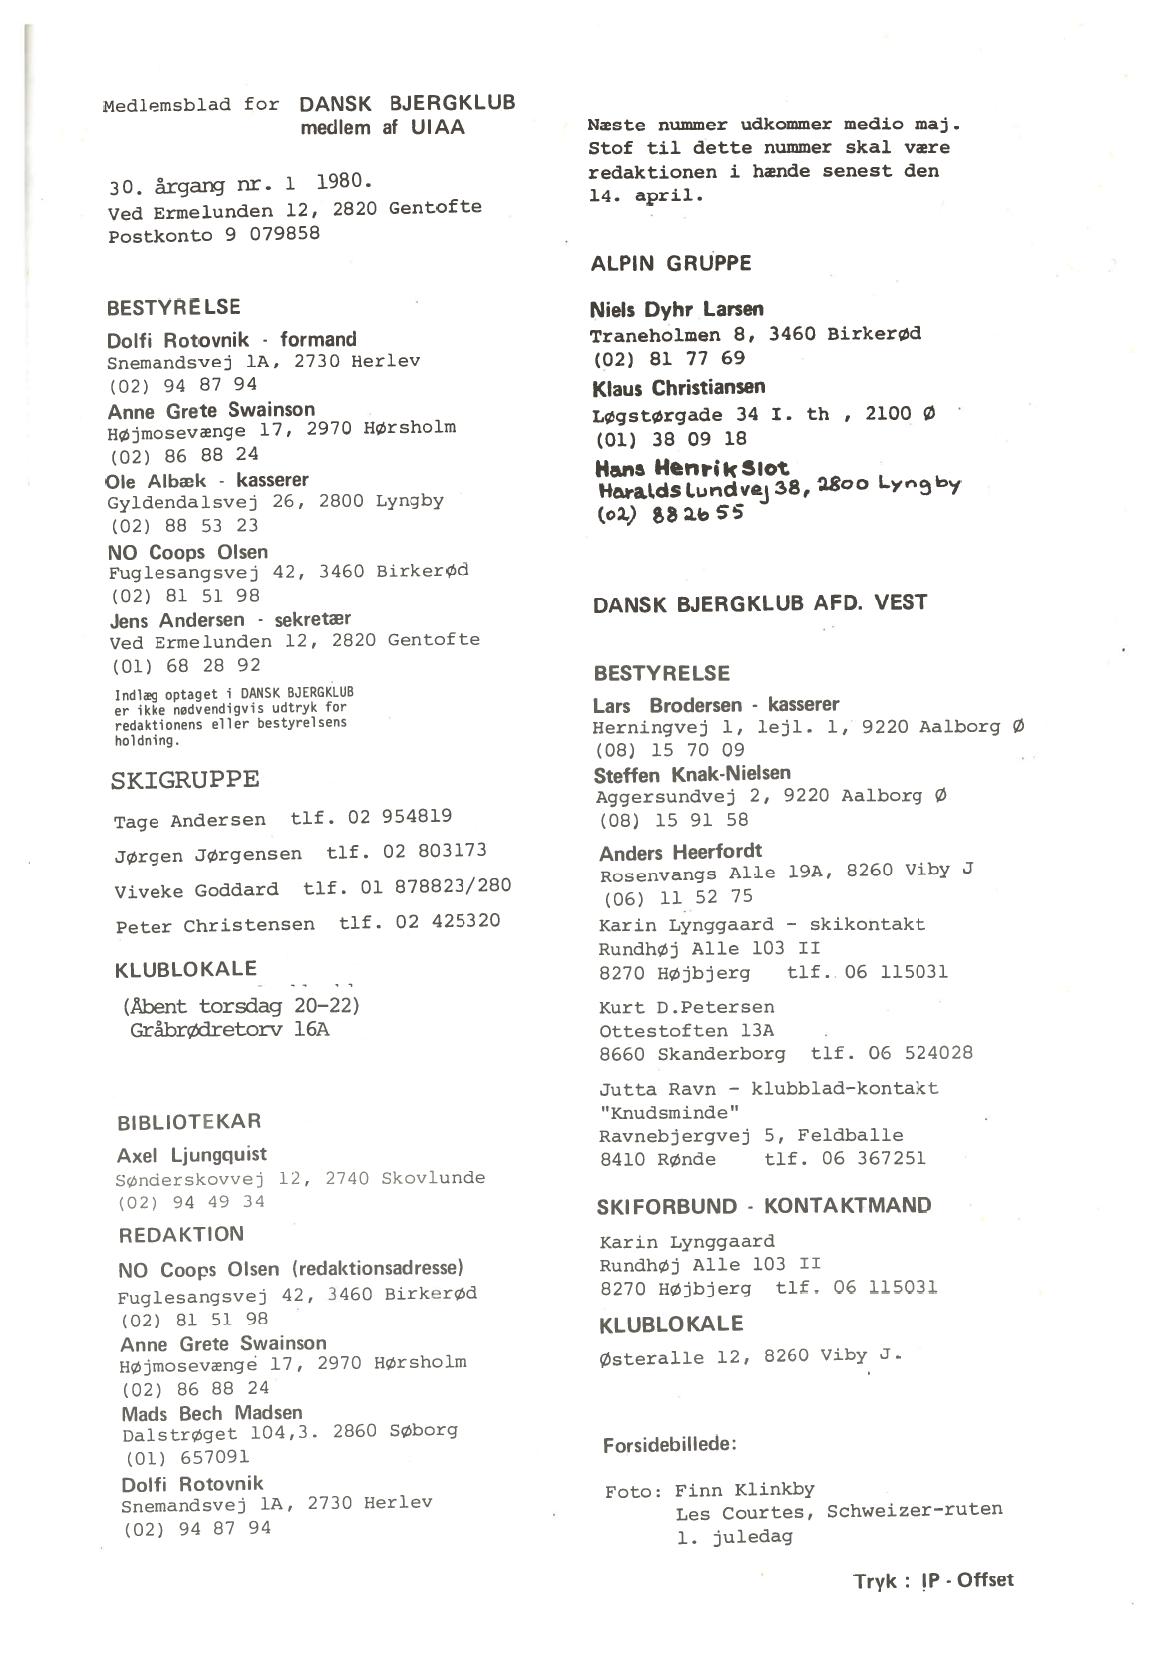 Medlemsblad for DANSK BJERGKLUB
medlem af UIAA
30. årgang nr. 1 1980.
Ved Ermelunden 12, 2820 Gentofte
Postkonto 9 079858
BESTYRELSE
Dolfi Rotovnik - formand
Snemandsvej 1A, 2730 Herlev
(02) 94 87 94
Anne Grete Swainson
Højmosevænge 17, 2970 Hørsholm
(02) 86 88 24
Ole Albæk - kasserer
Gyldendalsvej 26, 2800 Lyngby
(02) 88 53 23
NO Coops Olsen
Fuglesangsvej 42, 3460 Birkerød
(02) 81 51 98
Jens Andersen - sekretær
Ved Ermelunden 12, 2820 Gentofte
(01) 68 28 92
Indlæg optaget i DANSK BJERGKLUB
er ikke nødvendigvis udtryk for
redaktionens eller bestyrelsens
holdning.
SKIGRUPPE
Tage Andersen tlf. 02 954819
Jørgen Jørgensen tlf. 02 803173
Viveke Goddard tlf. 01 878823/280
Peter Christensen tlf. 02 425320
KLUBLOKALE
(Åbent torsdag 20-22)
Gråbrødretorv 16A
BIBLIOTEKAR
Axel Ljungquist
Sønderskovvej 12, 2740 Skovlunde
(02) 94 49 34
REDAKTION
NO Coops Olsen (redaktionsadresse)
Fuglesangsvej 42, 3460 Birkerød
(02) 81 51 98
Anne Grete Swainson
Højmosevænge 17, 2970 Hørsholm
(02) 86 88 24
Mads Bech Madsen
Dalstrøget 104,3. 2860 Søborg
(01) 657091
Dolfi Rotovnik
Snemandsvej 1A, 2730 Herlev
(02) 94 87 94
Næste nummer udkommer medio maj.
Stof til dette nummer skal være
redaktionen i hænde senest den
14. april.
ALPIN GRUPPE
Niels Dyhr Larsen
Traneholmen 8, 3460 Birkerød
(02) 81 77 69
Klaus Christiansen
Løgstørgade 34 I. th , 2100 Ø
(01) 38 09 18
Hans Henrik Slot
Haralds Lundvej 38, 2800 Lyngby
(02) 88 26 55
DANSK BJERGKLUB AFD. VEST
BESTYRELSE
Lars Brodersen - kasserer
Herningvej 1, lejl. 1, 9220 Aalborg Ø
(08) 15 70 09
Steffen Knak-Nielsen
Aggersundvej 2, 9220 Aalborg Ø
(08) 15 91 58
Anders Heerfordt
Rosenvangs Alle 19A, 8260 Viby J
(06) 11 52 75
Karin Lynggaard - skikontakt
Rundhøj Alle 103 II
8270 Højbjerg tlf. 06 115031
Kurt D.Petersen
Ottestoften 13A
8660 Skanderborg tlf. 06 524028
Jutta Ravn - klubblad-kontakt
"Knudsminde"
Ravnebjergvej 5, Feldballe
8410 Rønde tlf. 06 367251
SKIFORBUND - KONTAKTMAND
Karin Lynggaard
Rundhøj Alle 103 II
8270 Højbjerg tlf. 06 115031
KLUBLOKALE
Østeralle 12, 8260 Viby J.
Forsidebillede:
Foto: Finn Klinkby
Les Courtes, Schweizer-ruten
1. juledag
Tryk : IP - Offset